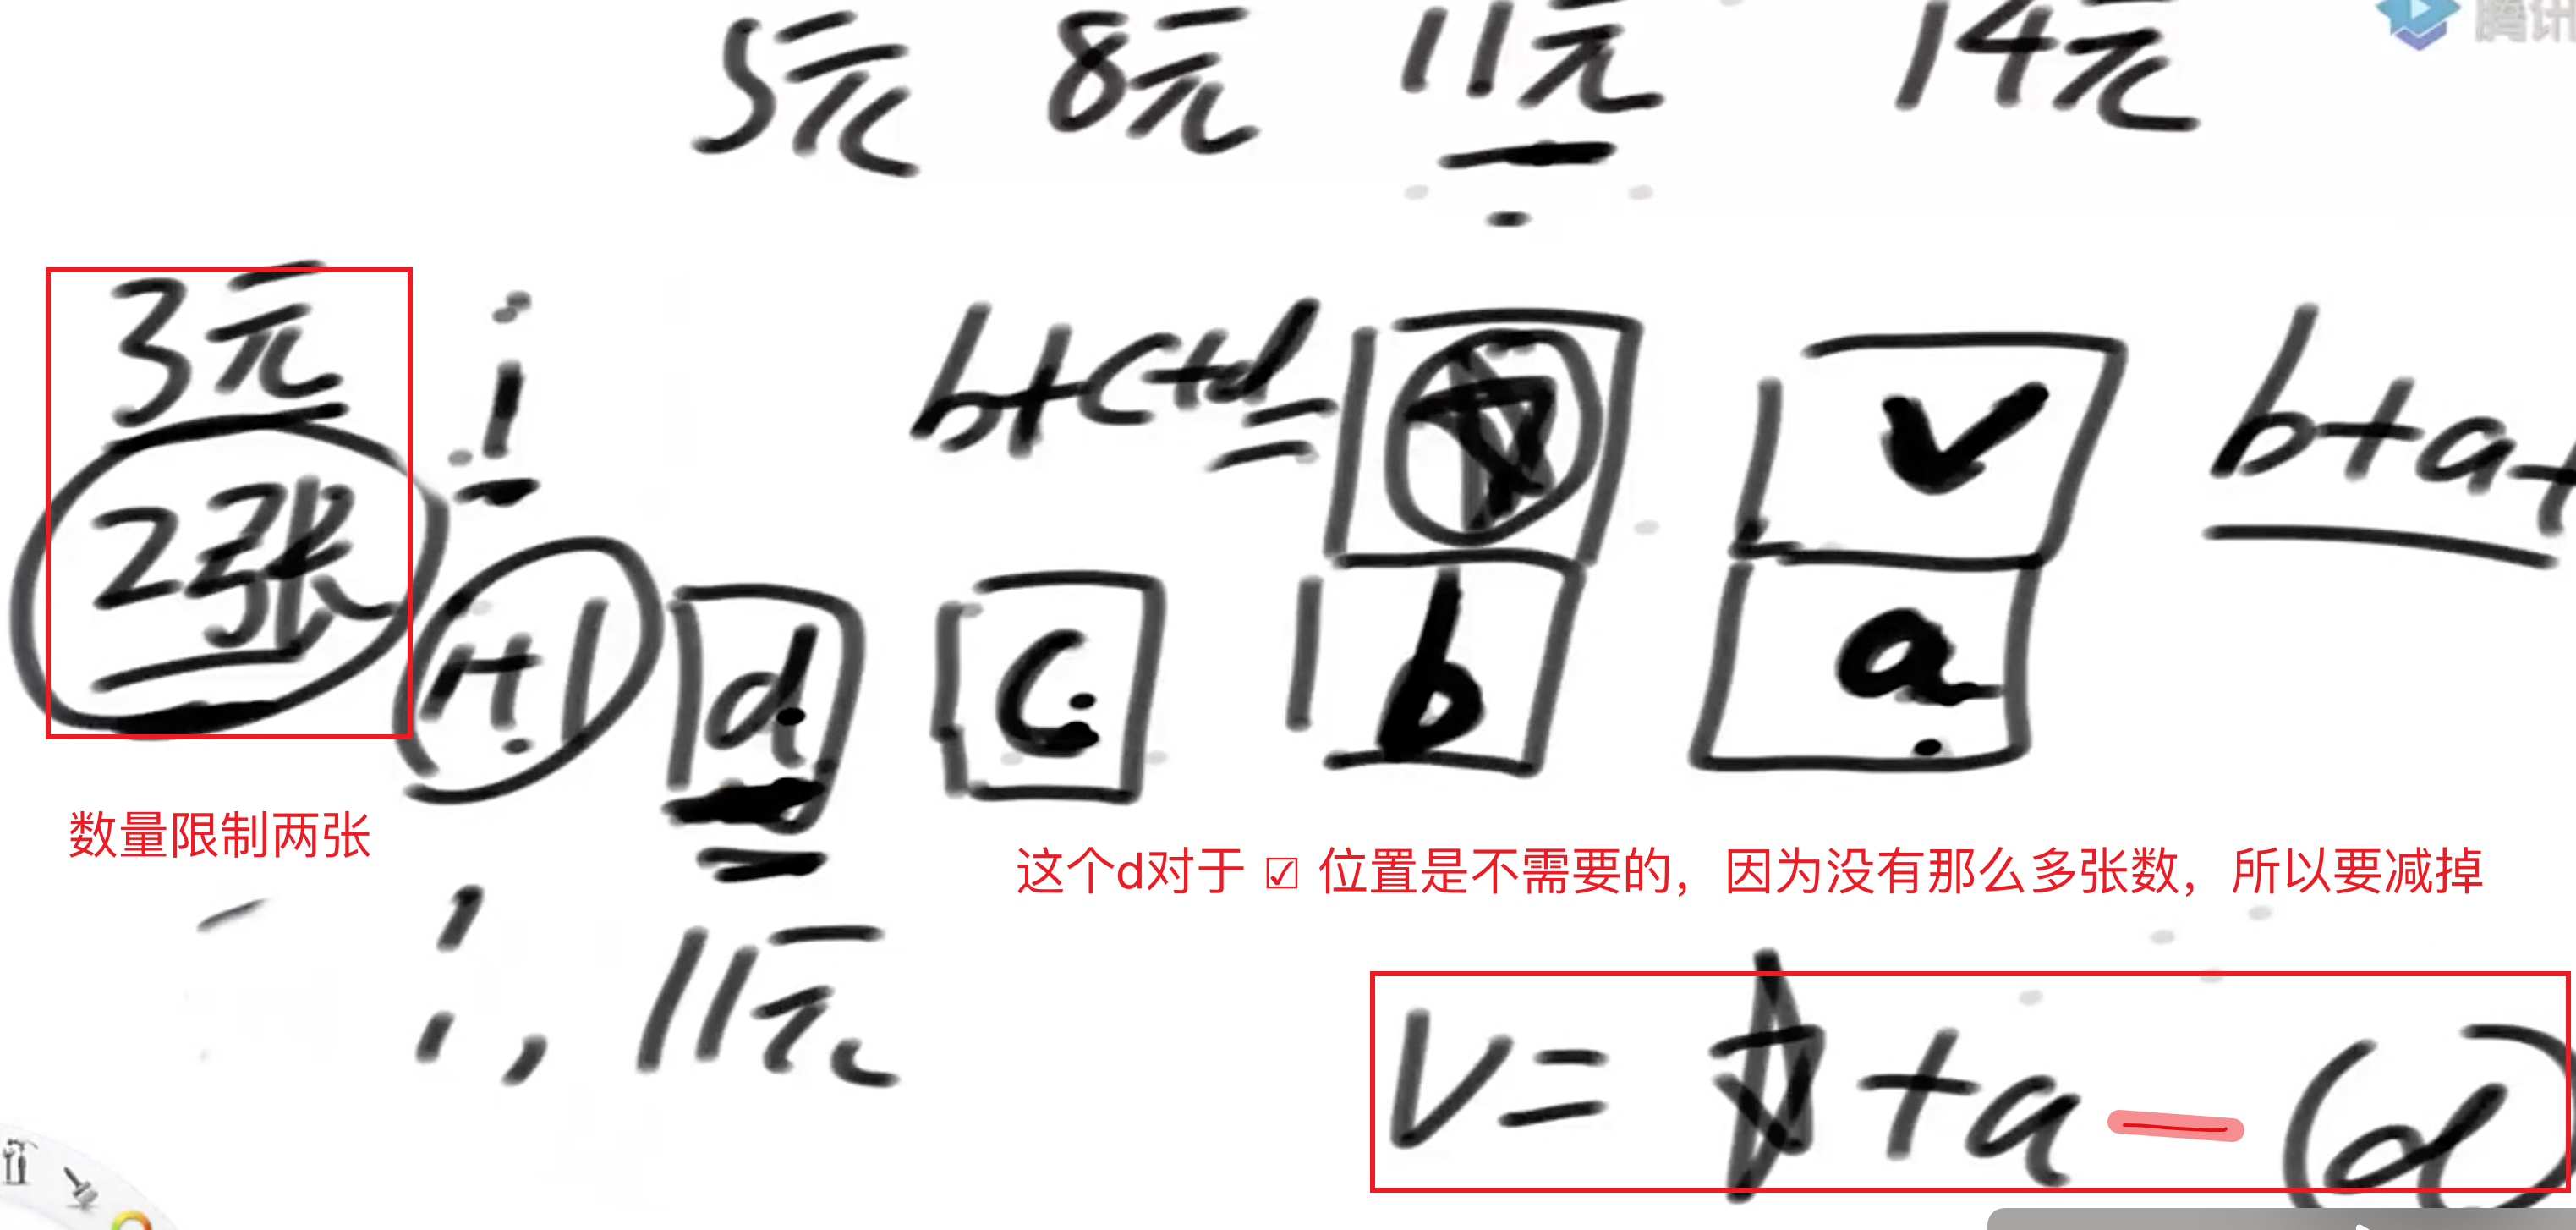 腾讯
5元 8元 11元 14元
3元 i b+c+d= ☆ √ b+a+
2张 +1 d c b a
数量限制两张
这个d对于 ☑ 位置是不需要的，因为没有那么多张数，所以要减掉
i, 11元
√= ☆+a-(d